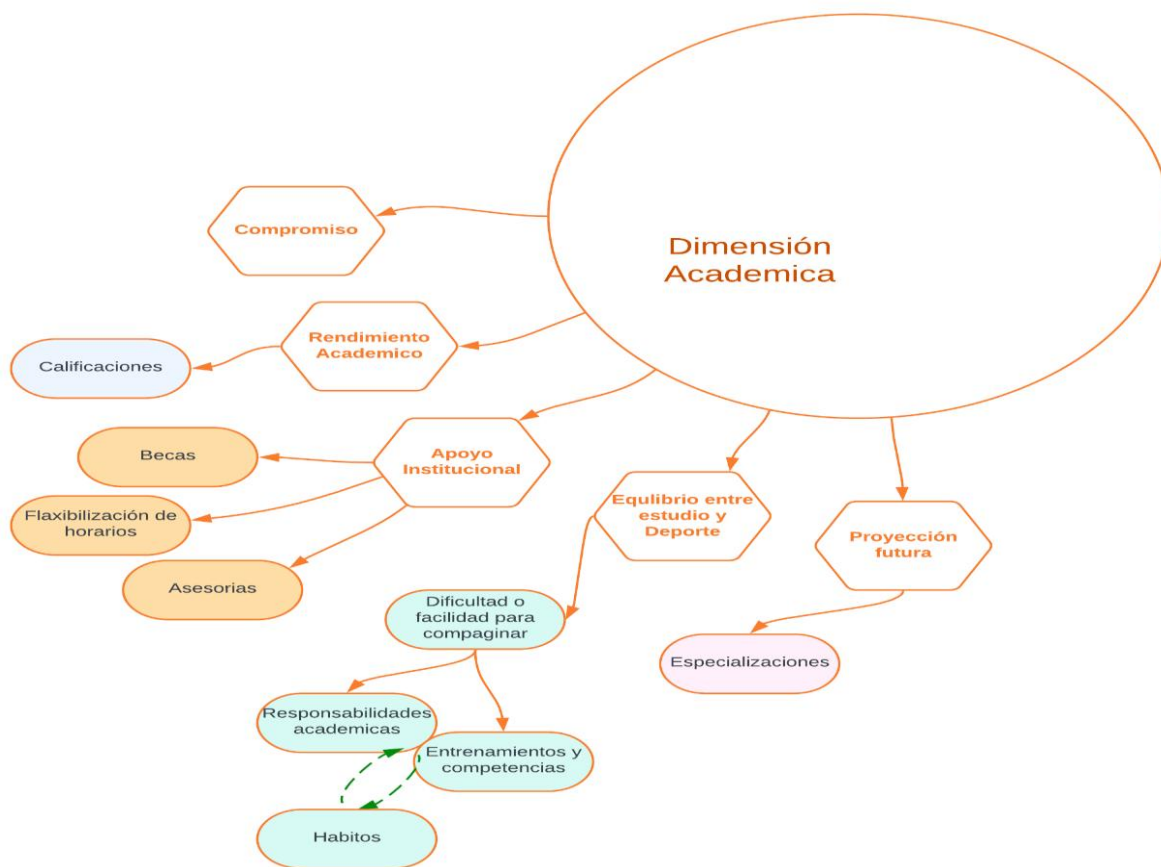 Dimensión
Academica
Compromiso
Rendimiento
Academico
Calificaciones
Apoyo
Institucional
Becas
Flaxibilización de
horarios
Asesorias
Equlibrio entre
estudio y
Deporte
Proyección
futura
Dificultad o
facilidad para
compaginar
Especializaciones
Responsabilidades
academicas
Entrenamientos y
competencias
Habitos